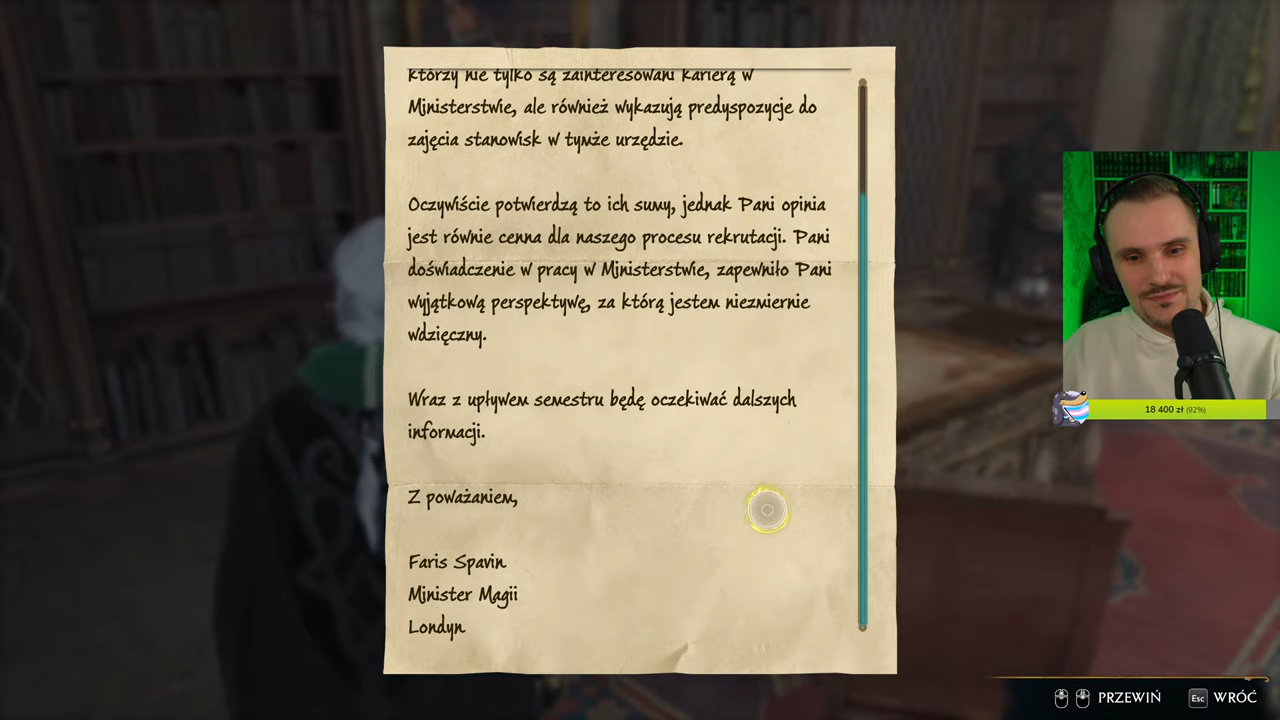 którzy nie tylko są zainteresowani karierą w
Ministerstwie, ale również wykazują predyspozycje do
zajęcia stanowisk w tymże urzędzie.
Oczywiście potwierdzą to ich sumy, jednak Pani opinia
jest równie cenna dla naszego procesu rekrutacji. Pani
doświadczenie w pracy w Ministerstwie, zapewniło Pani
wyjątkową perspektywę, za którą jestem niezmiernie
wdzięczny.
Wraz z upływem semestru będę oczekiwać dalszych
informacji.
Z poważaniem,
Faris Spavin
Minister Magii
Londyn
18 400 zł (92%)
PRZEWIŃ Esc WRÓĆ